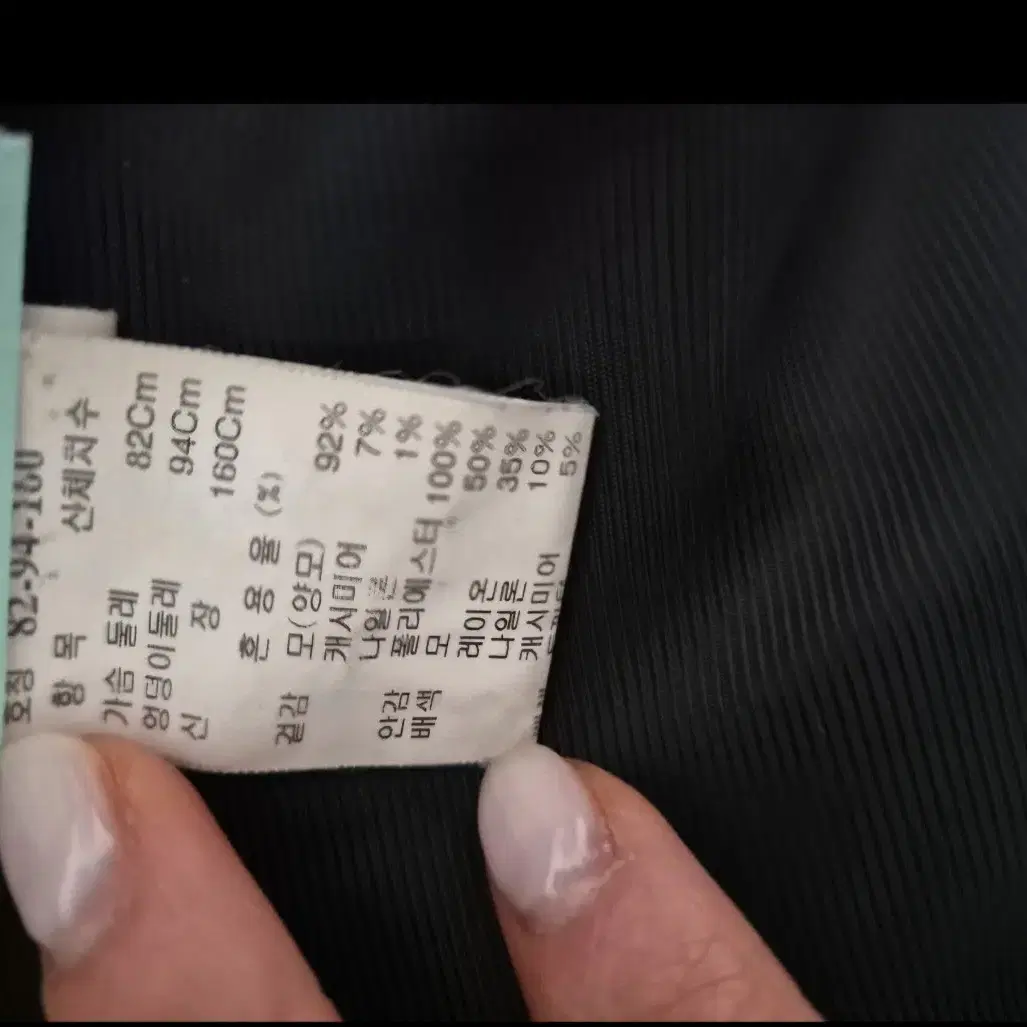 호칭 82-94-160
항 목 신체치수
가슴 둘레 82Cm
엉덩이둘레 94Cm
신 장 160Cm
혼 용 율 (%)
겉감 모(양모) 92%
캐시미어 7%
나일론 1%
안감 폴리에스터 100%
배색 모 50%
레이온 35%
나일론 10%
캐시미어 5%